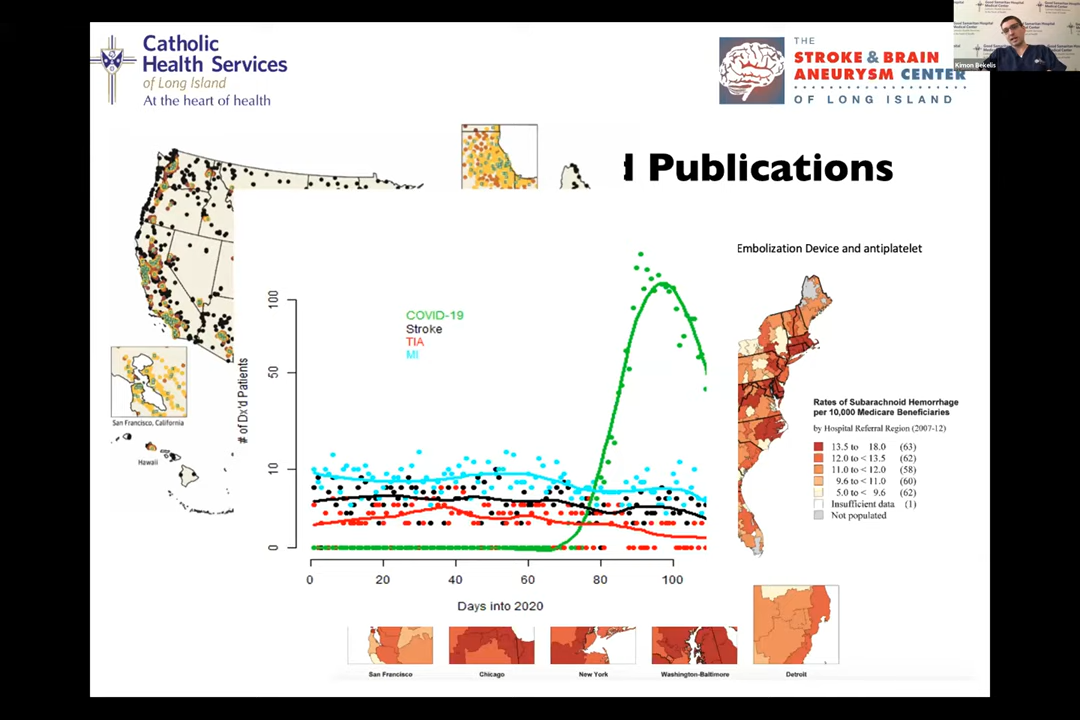 Catholic
Health Services
of Long Island
At the heart of health
THE
STROKE & BRAIN
ANEURYSM CENTER
OF LONG ISLAND
Kimon Bekelis
d Publications
Embolization Device and antiplatelet
COVID-19
Stroke
TIA
MI
# of Dx'd Patients
100
50
10
0
0 20 40 60 80 100
Days into 2020
San Francisco, California
Hawaii
Rates of Subarachnoid Hemorrhage
per 10,000 Medicare Beneficiaries
by Hospital Referral Region (2007-12)
13.5 to 18.0 (63)
12.0 to < 13.5 (62)
11.0 to < 12.0 (58)
9.6 to < 11.0 (60)
5.0 to < 9.6 (62)
Insufficient data (1)
Not populated
San Francisco
Chicago
New York
Washington-Baltimore
Detroit